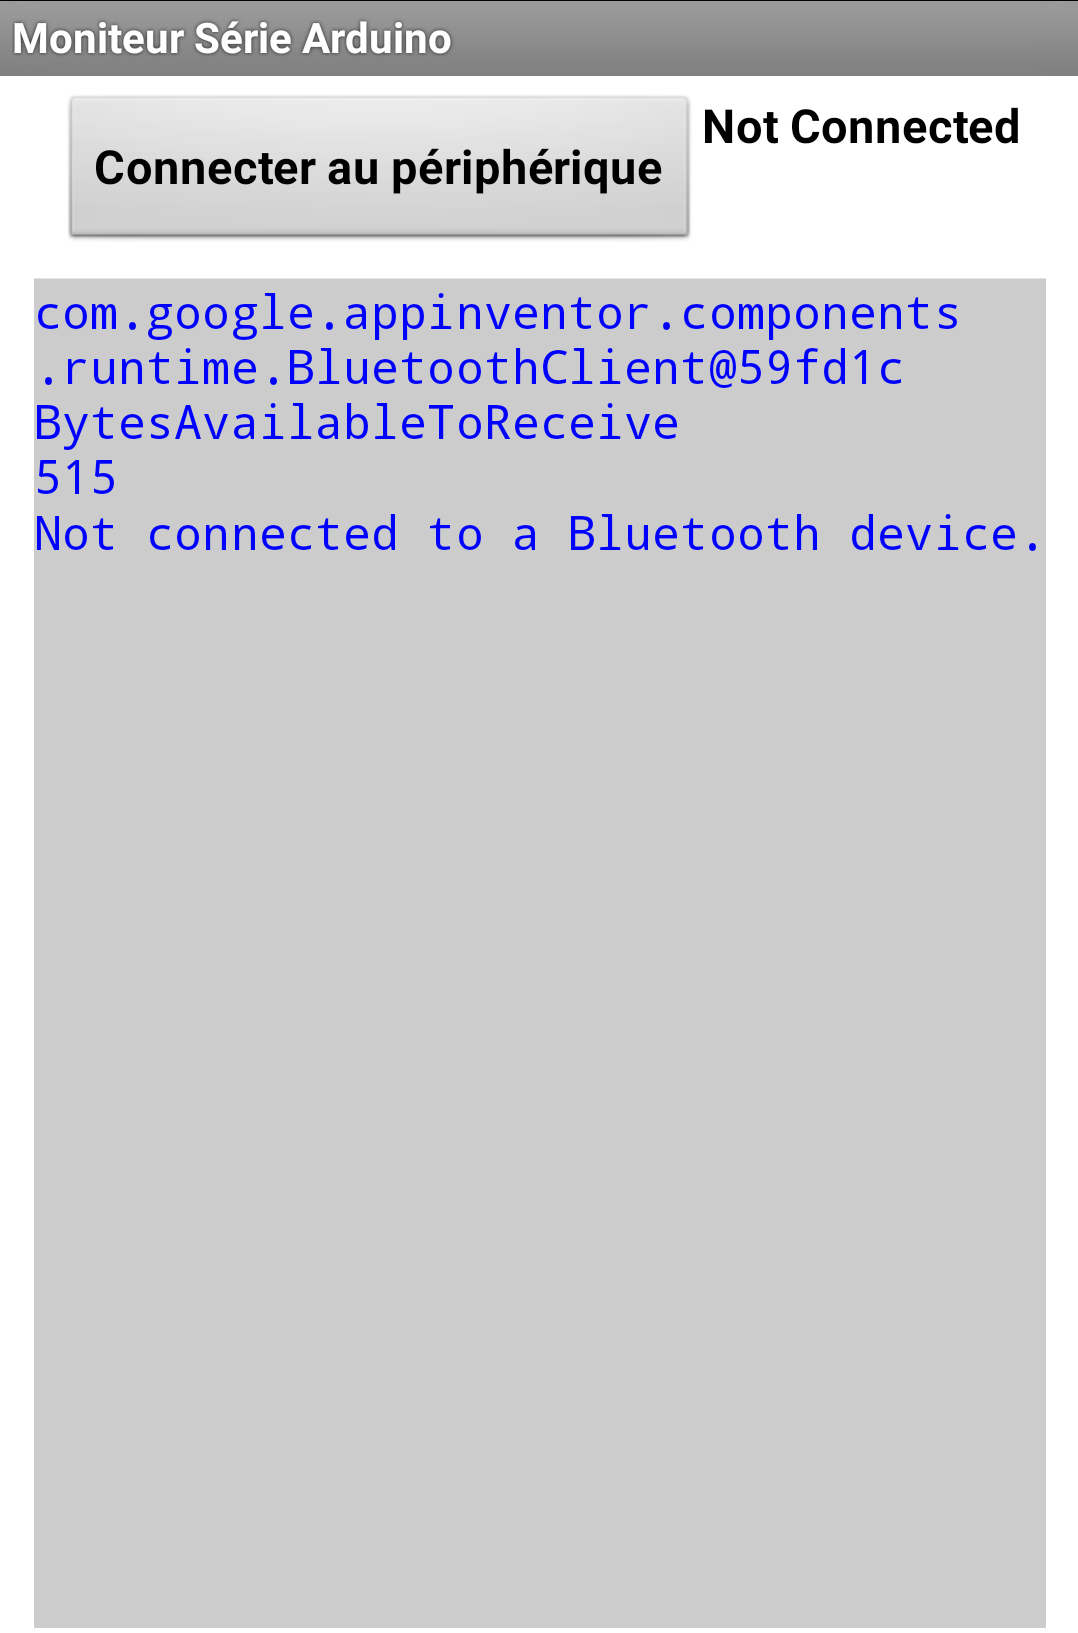 Moniteur Série Arduino
Connecter au périphérique
Not Connected
com.google.appinventor.components
.runtime.BluetoothClient@59fd1c
BytesAvailableToReceive
515
Not connected to a Bluetooth device.